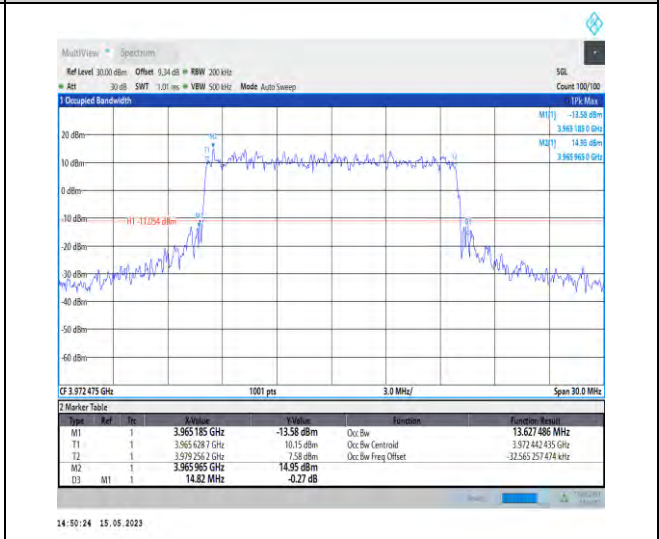 MultiView Spectrum
Ref Level 30.00 dBm Offset 9.34 dB RBW 200 kHz SGL
Att 30 dB SWT 1.01 ms VBW 500 kHz Mode Auto Sweep Count 100/100
1 Occupied Bandwidth 1Pk Max
M1[1] -13.58 dBm
3.965 185 0 GHz
M2[1] 14.95 dBm
3.965 965 0 GHz
20 dBm
M2
T1
10 dBm
0 dBm
-10 dBm
H1 -11.054 dBm
-20 dBm
-30 dBm
-40 dBm
-50 dBm
-60 dBm
CF 3.972 475 GHz 1001 pts 3.0 MHz/ Span 30.0 MHz
2 Marker Table
Type Ref Trc X-Value Y-Value Function Function Result
M1 1 3.965 185 GHz -13.58 dBm Occ Bw 13.627 486 MHz
T1 1 3.965 628 7 GHz 10.15 dBm Occ Bw Centroid 3.972 442 435 GHz
T2 1 3.979 256 2 GHz 7.58 dBm Occ Bw Freq Offset -32.565 257 474 kHz
M2 1 3.965 965 GHz 14.95 dBm
D3 M1 1 14.82 MHz -0.27 dB
14:50:24 15.05.2023